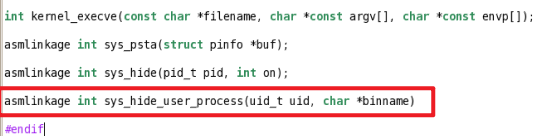 int kernel_execve(const char *filename, char *const argv[], char *const envp[]);
asmlinkage int sys_psta(struct pinfo *buf);
asmlinkage int sys_hide(pid_t pid, int on);
asmlinkage int sys_hide_user_process(uid_t uid, char *binname)
#endif